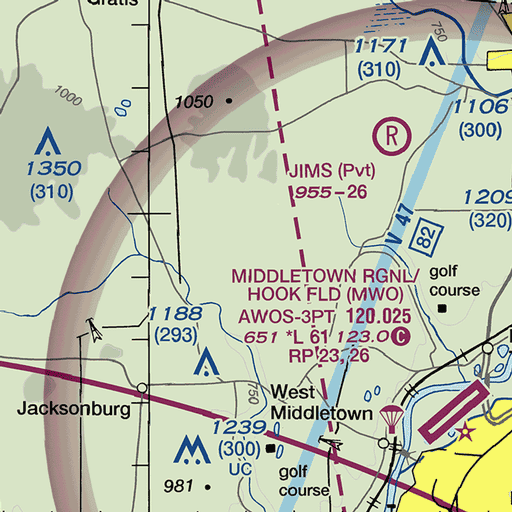 Gratis
750
1171
(310)
1000
1050
1106
(300)
R
1350
(310)
JIMS (Pvt)
955-26
1209
(320)
V 47
82
MIDDLETOWN RGNL/
HOOK FLD (MWO)
AWOS-3PT 120.025
651 *L 61 123.0 C
RP 23, 26
golf
course
1188
(293)
750
West
Middletown
Jacksonburg
1239
(300)
UC
golf
course
981